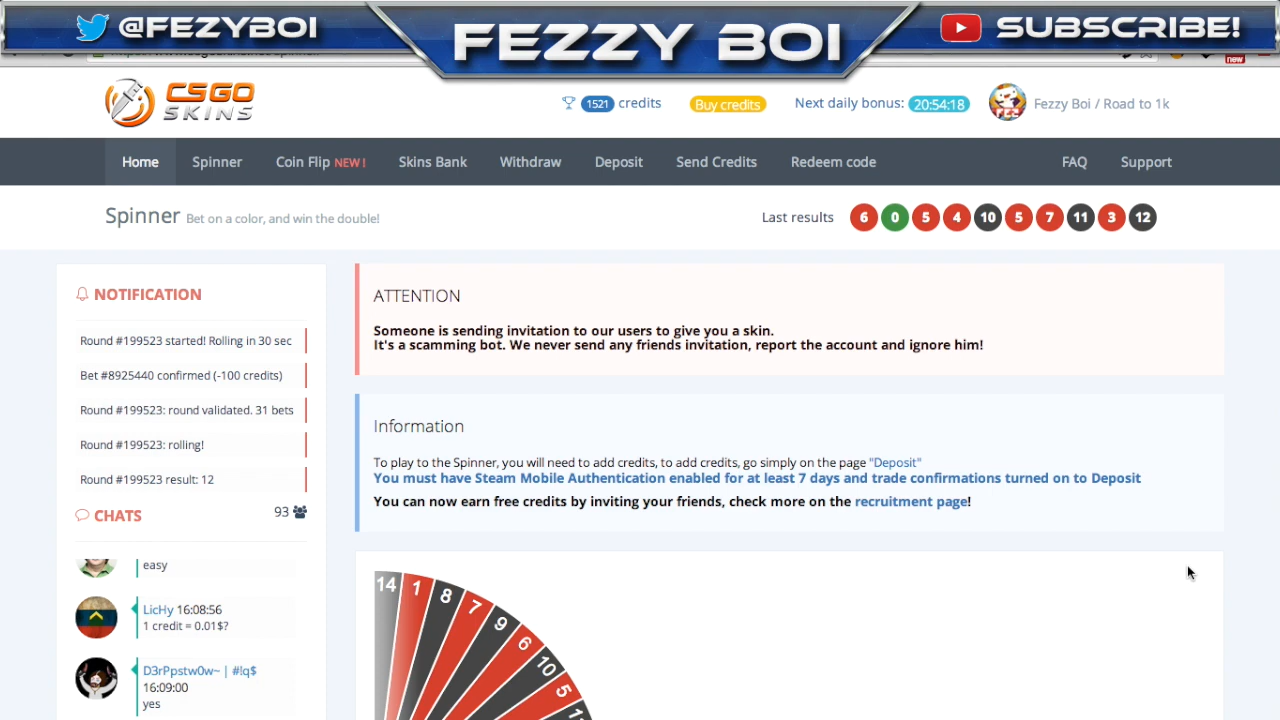 @FEZYBOI
FEZZY BOI
SUBSCRIBE!
new
CSGO
SKINS
1521 credits
Buy credits
Next daily bonus: 20:54:18
Fezzy Boi / Road to 1k
Home
Spinner
Coin Flip NEW !
Skins Bank
Withdraw
Deposit
Send Credits
Redeem code
FAQ
Support
Spinner Bet on a color, and win the double!
Last results 6 0 5 4 10 5 7 11 3 12
NOTIFICATION
Round #199523 started! Rolling in 30 sec
Bet #8925440 confirmed (-100 credits)
Round #199523: round validated. 31 bets
Round #199523: rolling!
Round #199523 result: 12
CHATS
93
easy
LicHy 16:08:56
1 credit = 0.01$?
D3rPpstw0w~ | #!q$
16:09:00
yes
ATTENTION
Someone is sending invitation to our users to give you a skin.
It's a scamming bot. We never send any friends invitation, report the account and ignore him!
Information
To play to the Spinner, you will need to add credits, to add credits, go simply on the page "Deposit"
You must have Steam Mobile Authentication enabled for at least 7 days and trade confirmations turned on to Deposit
You can now earn free credits by inviting your friends, check more on the recruitment page!
14 1 8 7 9 6 10 5